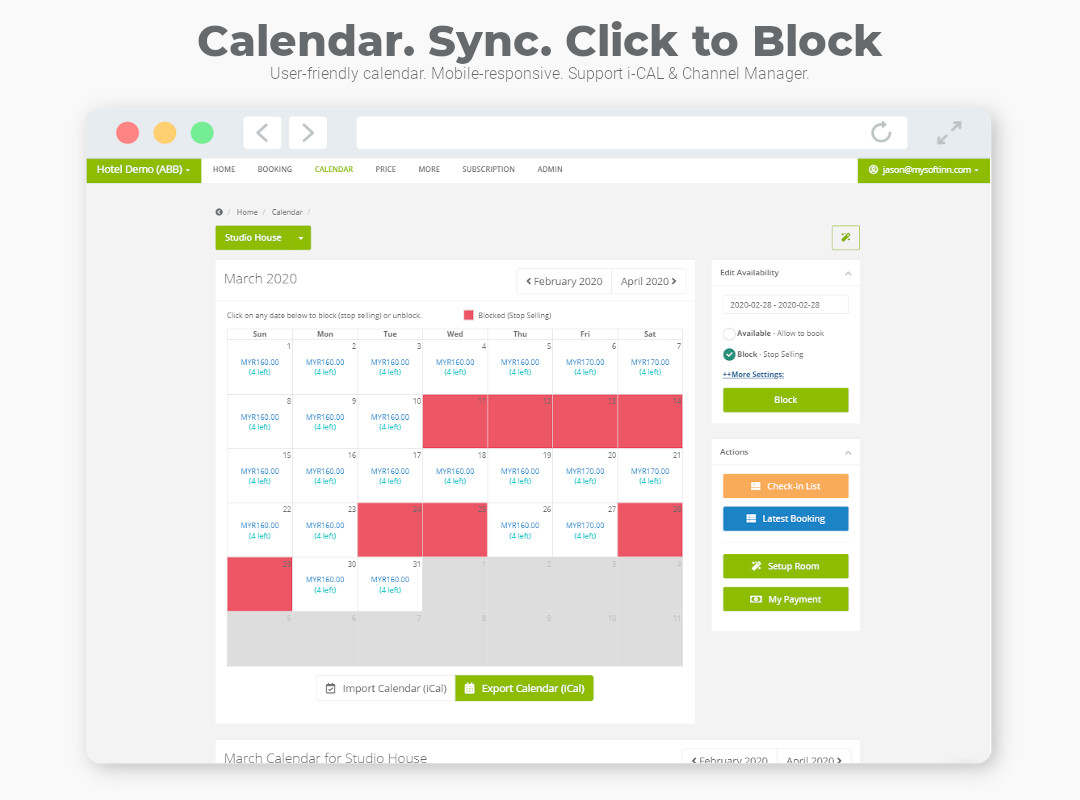 Calendar. Sync. Click to Block
User-friendly calendar. Mobile-responsive. Support i-CAL & Channel Manager.
Hotel Demo (ABB)
HOME BOOKING CALENDAR PRICE MORE SUBSCRIPTION ADMIN
jason@mysoftinn.com
/ Home / Calendar /
Studio House
March 2020
February 2020 April 2020
Click on any date below to block (stop selling) or unblock. Blocked (Stop Selling)
Sun Mon Tue Wed Thu Fri Sat
1 2 3 4 5 6 7
MYR160.00 MYR160.00 MYR160.00 MYR160.00 MYR160.00 MYR170.00 MYR170.00
(4 left) (4 left) (4 left) (4 left) (4 left) (4 left) (4 left)
8 9 10 11 12 13 14
MYR160.00 MYR160.00 MYR160.00
(4 left) (4 left) (4 left)
15 16 17 18 19 20 21
MYR160.00 MYR160.00 MYR160.00 MYR160.00 MYR160.00 MYR170.00 MYR170.00
(4 left) (4 left) (4 left) (4 left) (4 left) (4 left) (4 left)
22 23 24 25 26 27 28
MYR160.00 MYR160.00 MYR160.00 MYR170.00
(4 left) (4 left) (4 left) (4 left)
29 30 31 1 2 3 4
MYR160.00 MYR160.00
(4 left) (4 left)
5 6 7 8 9 10 11
Import Calendar (iCal) Export Calendar (iCal)
Edit Availability
2020-02-28 - 2020-02-28
Available - Allow to book
Block - Stop Selling
++More Settings:
Block
Actions
Check-In List
Latest Booking
Setup Room
My Payment
March Calendar for Studio House
February 2020 April 2020